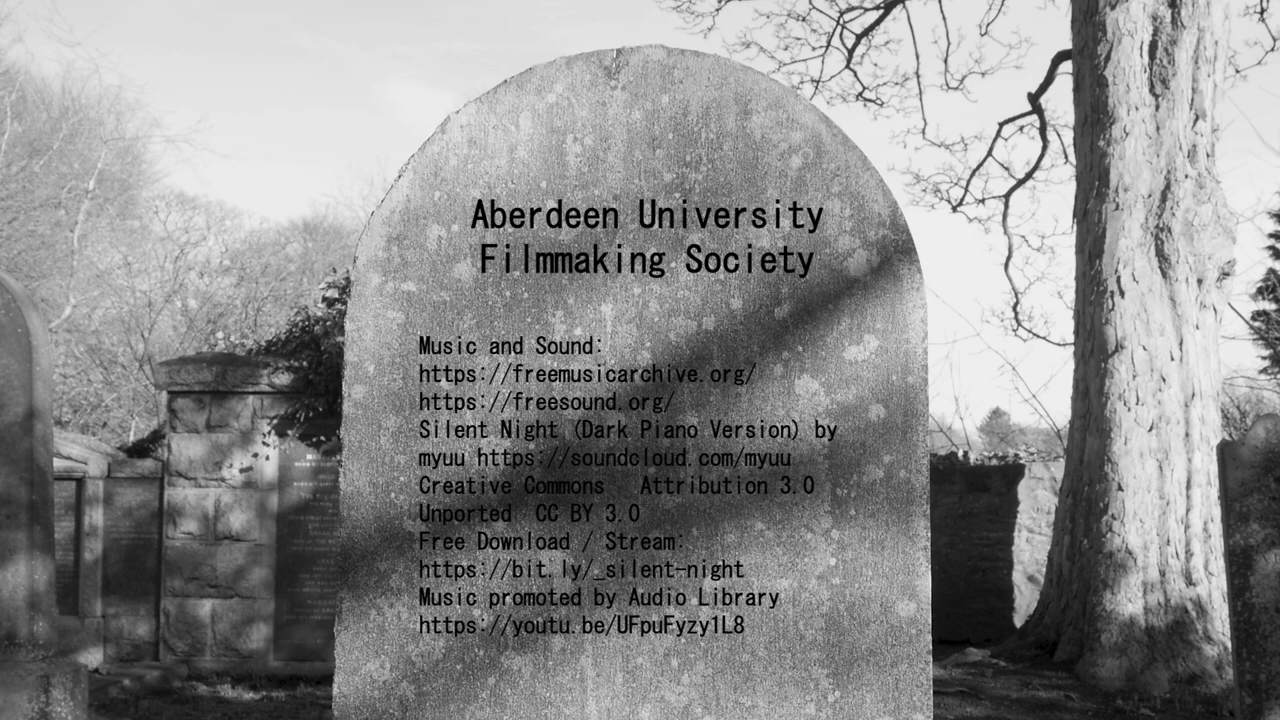 Aberdeen University
Filmmaking Society
Music and Sound:
https://freemusicarchive.org/
https://freesound.org/
Silent Night (Dark Piano Version) by
myuu https://soundcloud.com/myuu
Creative Commons   Attribution 3.0
Unported  CC BY 3.0
Free Download / Stream:
https://bit.ly/_silent-night
Music promoted by Audio Library
https://youtu.be/UFpuFyzy1L8